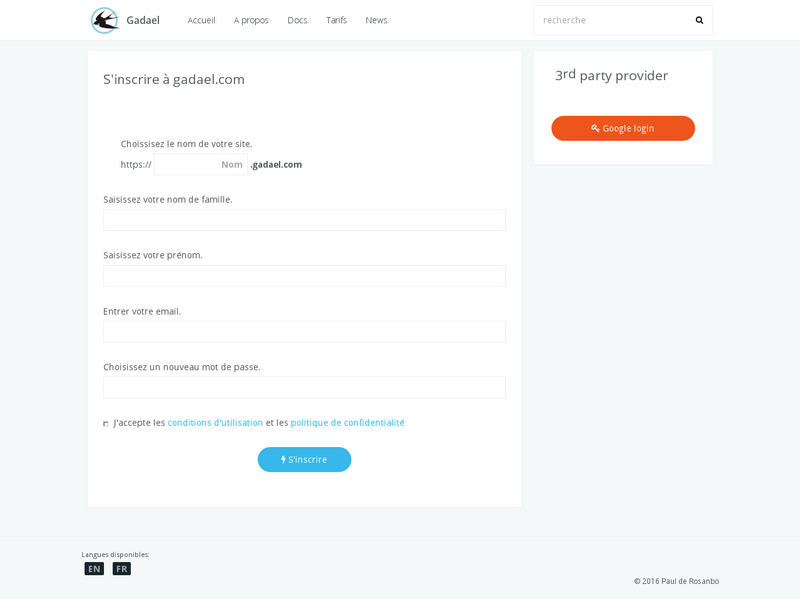 Gadael Accueil A propos Docs Tarifs News recherche
S'inscrire à gadael.com
Choissisez le nom de votre site.
https:// Nom .gadael.com
Saisissez votre nom de famille.
Saisissez votre prénom.
Entrer votre email.
Choisissez un nouveau mot de passe.
J'accepte les conditions d'utilisation et les politique de confidentialité
S'inscrire
3rd party provider
Google login
Langues disponibles:
EN FR
© 2016 Paul de Rosanbo